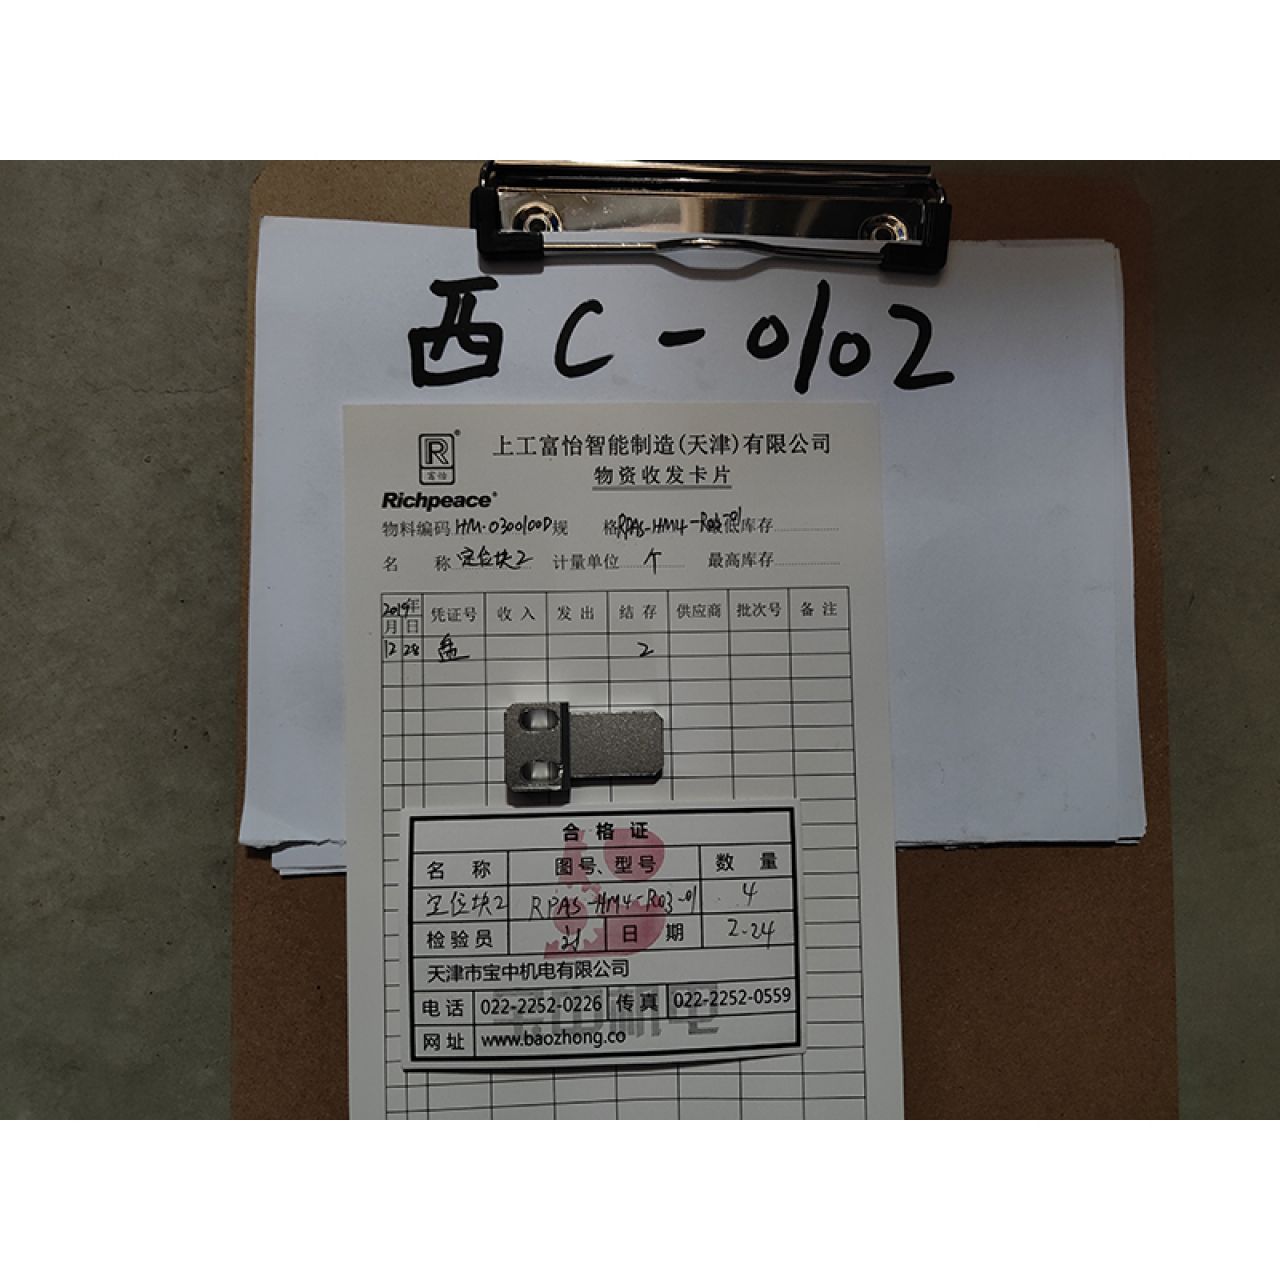 西C-0102
R®
富怡
Richpeace®
上工富怡智能制造(天津)有限公司
物资收发卡片
物料编码 HM.0300100D 规 格 RPAS-HM4-R03-01 最低库存
名 称 定位块2 计量单位 个 最高库存
2019年 凭证号 收入 发出 结存 供应商 批次号 备注
月 日
12 28 盘 2
合格证
名 称 图号、型号 数量
定位块2 RPAS-HM4-R03-01 4
检验员 日期 2.24
天津市宝中机电有限公司
电话 022-2252-0226 传真 022-2252-0559
网址 www.baozhong.co
宝中机电